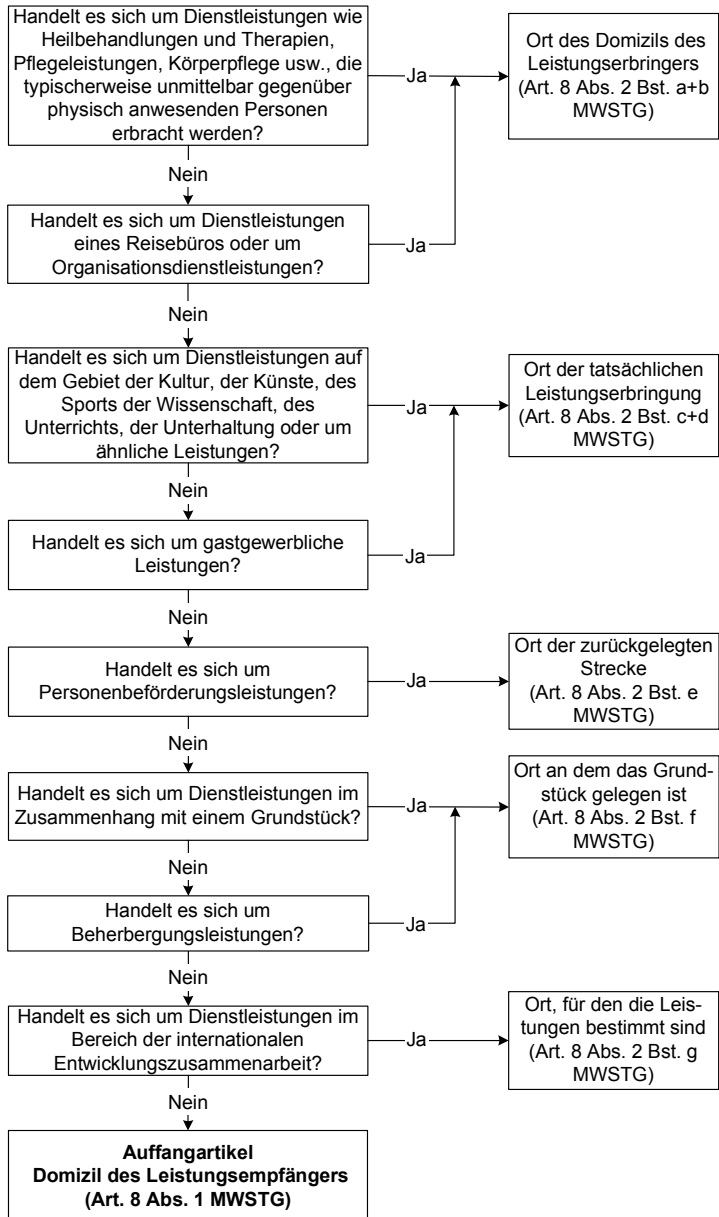 Handelt es sich um Dienstleistungen wie
Heilbehandlungen und Therapien,
Pflegeleistungen, Körperpflege usw., die
typischerweise unmittelbar gegenüber
physisch anwesenden Personen
erbracht werden?
Ja
Ort des Domizils des
Leistungserbringers
(Art. 8 Abs. 2 Bst. a+b
MWSTG)
Nein
Handelt es sich um Dienstleistungen
eines Reisebüros oder um
Organisationsdienstleistungen?
Ja
Nein
Handelt es sich um Dienstleistungen auf
dem Gebiet der Kultur, der Künste, des
Sports der Wissenschaft, des
Unterrichts, der Unterhaltung oder um
ähnliche Leistungen?
Ja
Ort der tatsächlichen
Leistungserbringung
(Art. 8 Abs. 2 Bst. c+d
MWSTG)
Nein
Handelt es sich um gastgewerbliche
Leistungen?
Ja
Nein
Handelt es sich um
Personenbeförderungsleistungen?
Ja
Ort der zurückgelegten
Strecke
(Art. 8 Abs. 2 Bst. e
MWSTG)
Nein
Handelt es sich um Dienstleistungen im
Zusammenhang mit einem Grundstück?
Ja
Ort an dem das Grund-
stück gelegen ist
(Art. 8 Abs. 2 Bst. f
MWSTG)
Nein
Handelt es sich um
Beherbergungsleistungen?
Ja
Nein
Handelt es sich um Dienstleistungen im
Bereich der internationalen
Entwicklungszusammenarbeit?
Ja
Ort, für den die Leis-
tungen bestimmt sind
(Art. 8 Abs. 2 Bst. g
MWSTG)
Nein
Auffangartikel
Domizil des Leistungsempfängers
(Art. 8 Abs. 1 MWSTG)